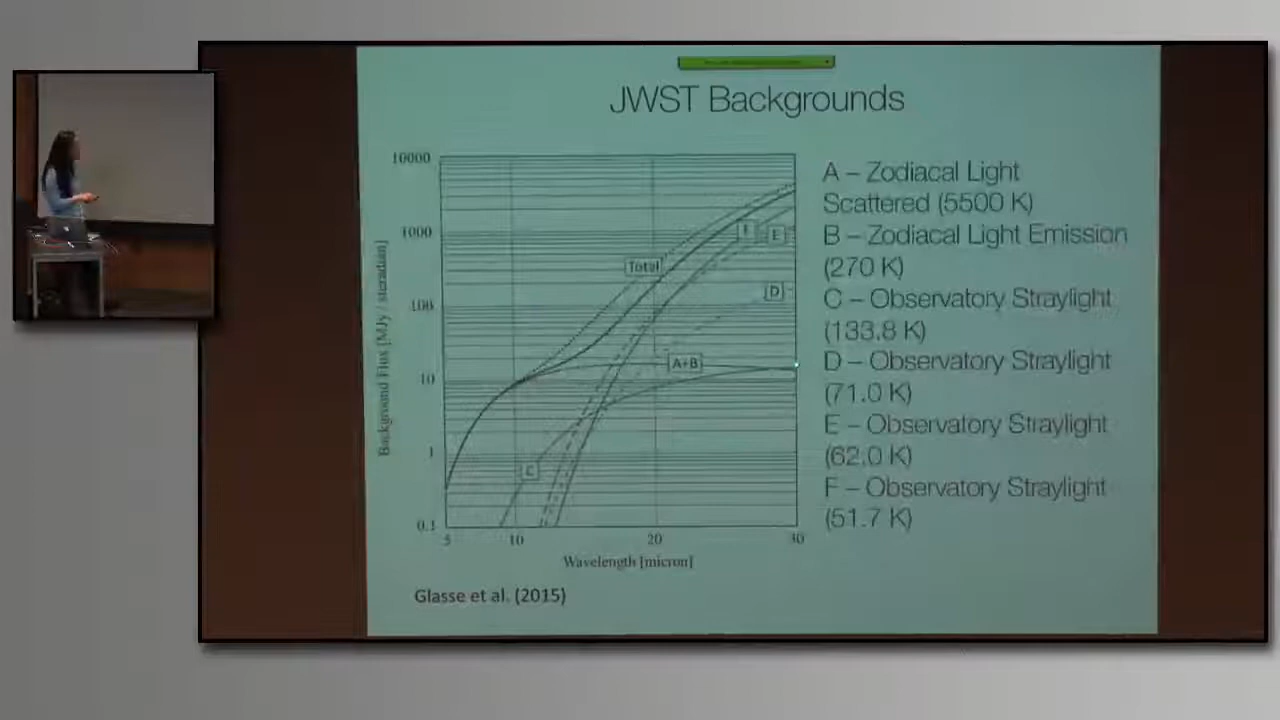 JWST Backgrounds
10000
1000
100
10
1
0.1
5
10
20
30
Background Flux [MJy / steradian]
Wavelength [micron]
Total
F
E
D
A+B
C
A – Zodiacal Light
Scattered (5500 K)
B – Zodiacal Light Emission
(270 K)
C – Observatory Straylight
(133.8 K)
D – Observatory Straylight
(71.0 K)
E – Observatory Straylight
(62.0 K)
F – Observatory Straylight
(51.7 K)
Glasse et al. (2015)